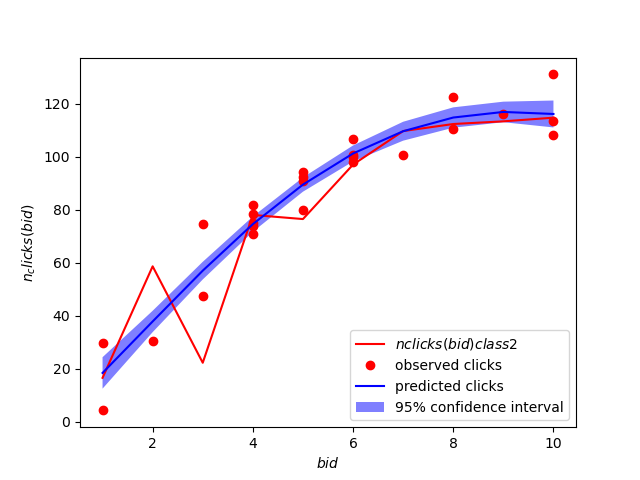 120
100
80
60
40
20
0
n_clicks(bid)
nclicks(bid)class2
observed clicks
predicted clicks
95% confidence interval
2
4
6
8
10
bid